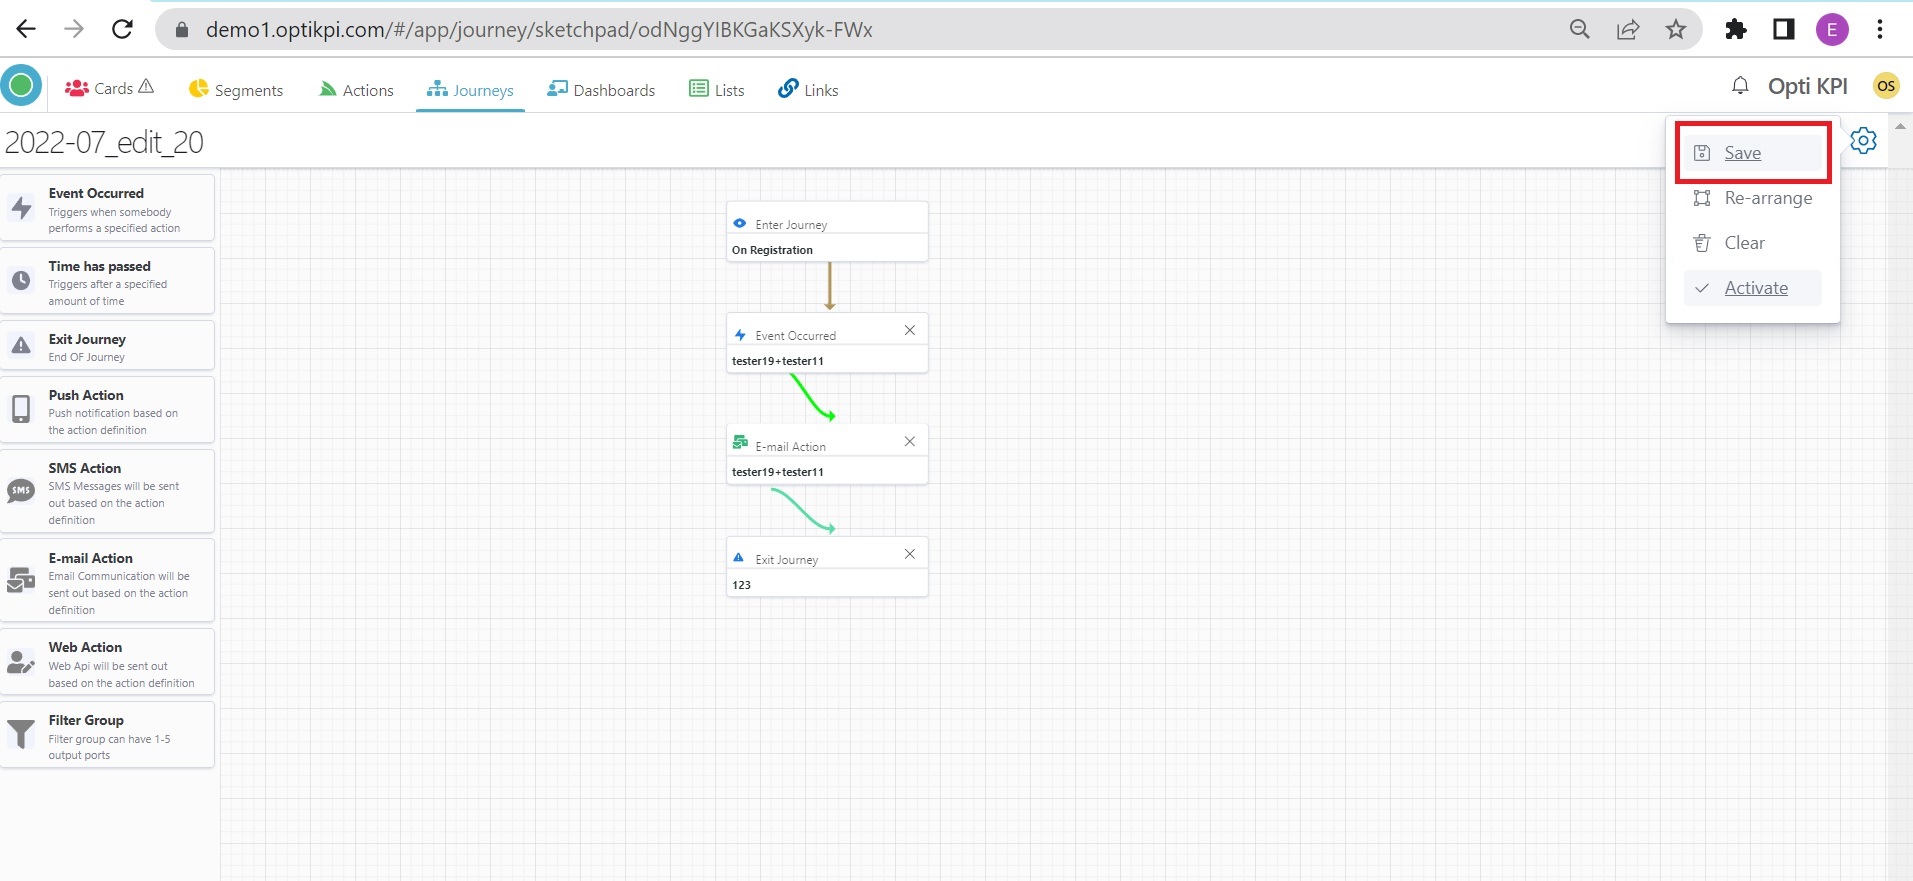 demo1.optikpi.com/#/app/journey/sketchpad/odNggYIBKGaKSXyk-FWx
E
Cards
Segments
Actions
Journeys
Dashboards
Lists
Links
Opti KPI
OS
2022-07_edit_20
Save
Re-arrange
Clear
Activate
Event Occurred
Triggers when somebody
performs a specified action
Time has passed
Triggers after a specified
amount of time
Exit Journey
End OF Journey
Push Action
Push notification based on
the action definition
SMS
SMS Action
SMS Messages will be sent
out based on the action
definition
E-mail Action
Email Communication will be
sent out based on the action
definition
Web Action
Web Api will be sent out
based on the action definition
Filter Group
Filter group can have 1-5
output ports
Enter Journey
On Registration
Event Occurred
tester19+tester11
E-mail Action
tester19+tester11
Exit Journey
123